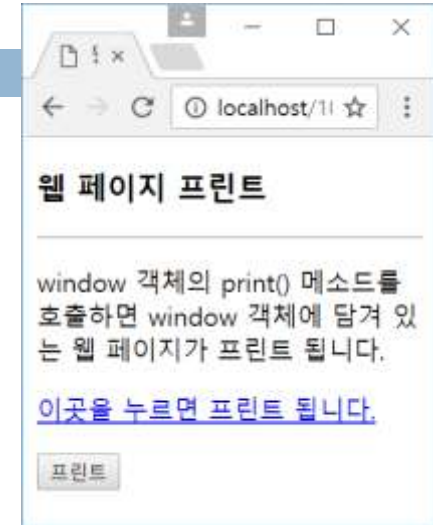 localhost/1
웹 페이지 프린트
window 객체의 print() 메소드를
호출하면 window 객체에 담겨 있
는 웹 페이지가 프린트 됩니다.
이곳을 누르면 프린트 됩니다.
프린트